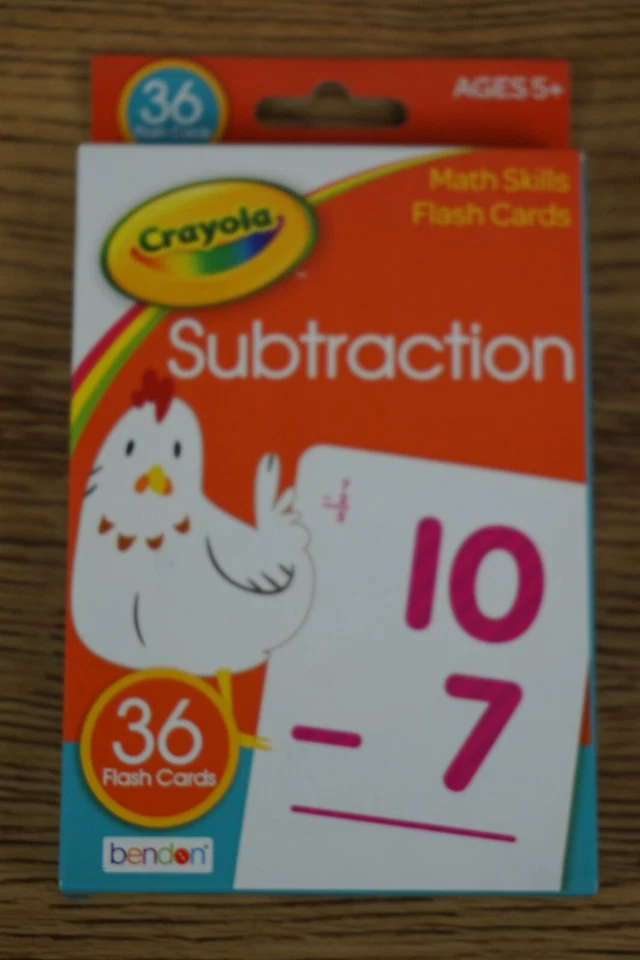 36
Flash Cards
AGES 5+
Math Skills
Flash Cards
Crayola
Subtraction
10
- 7
36
Flash Cards
bendon